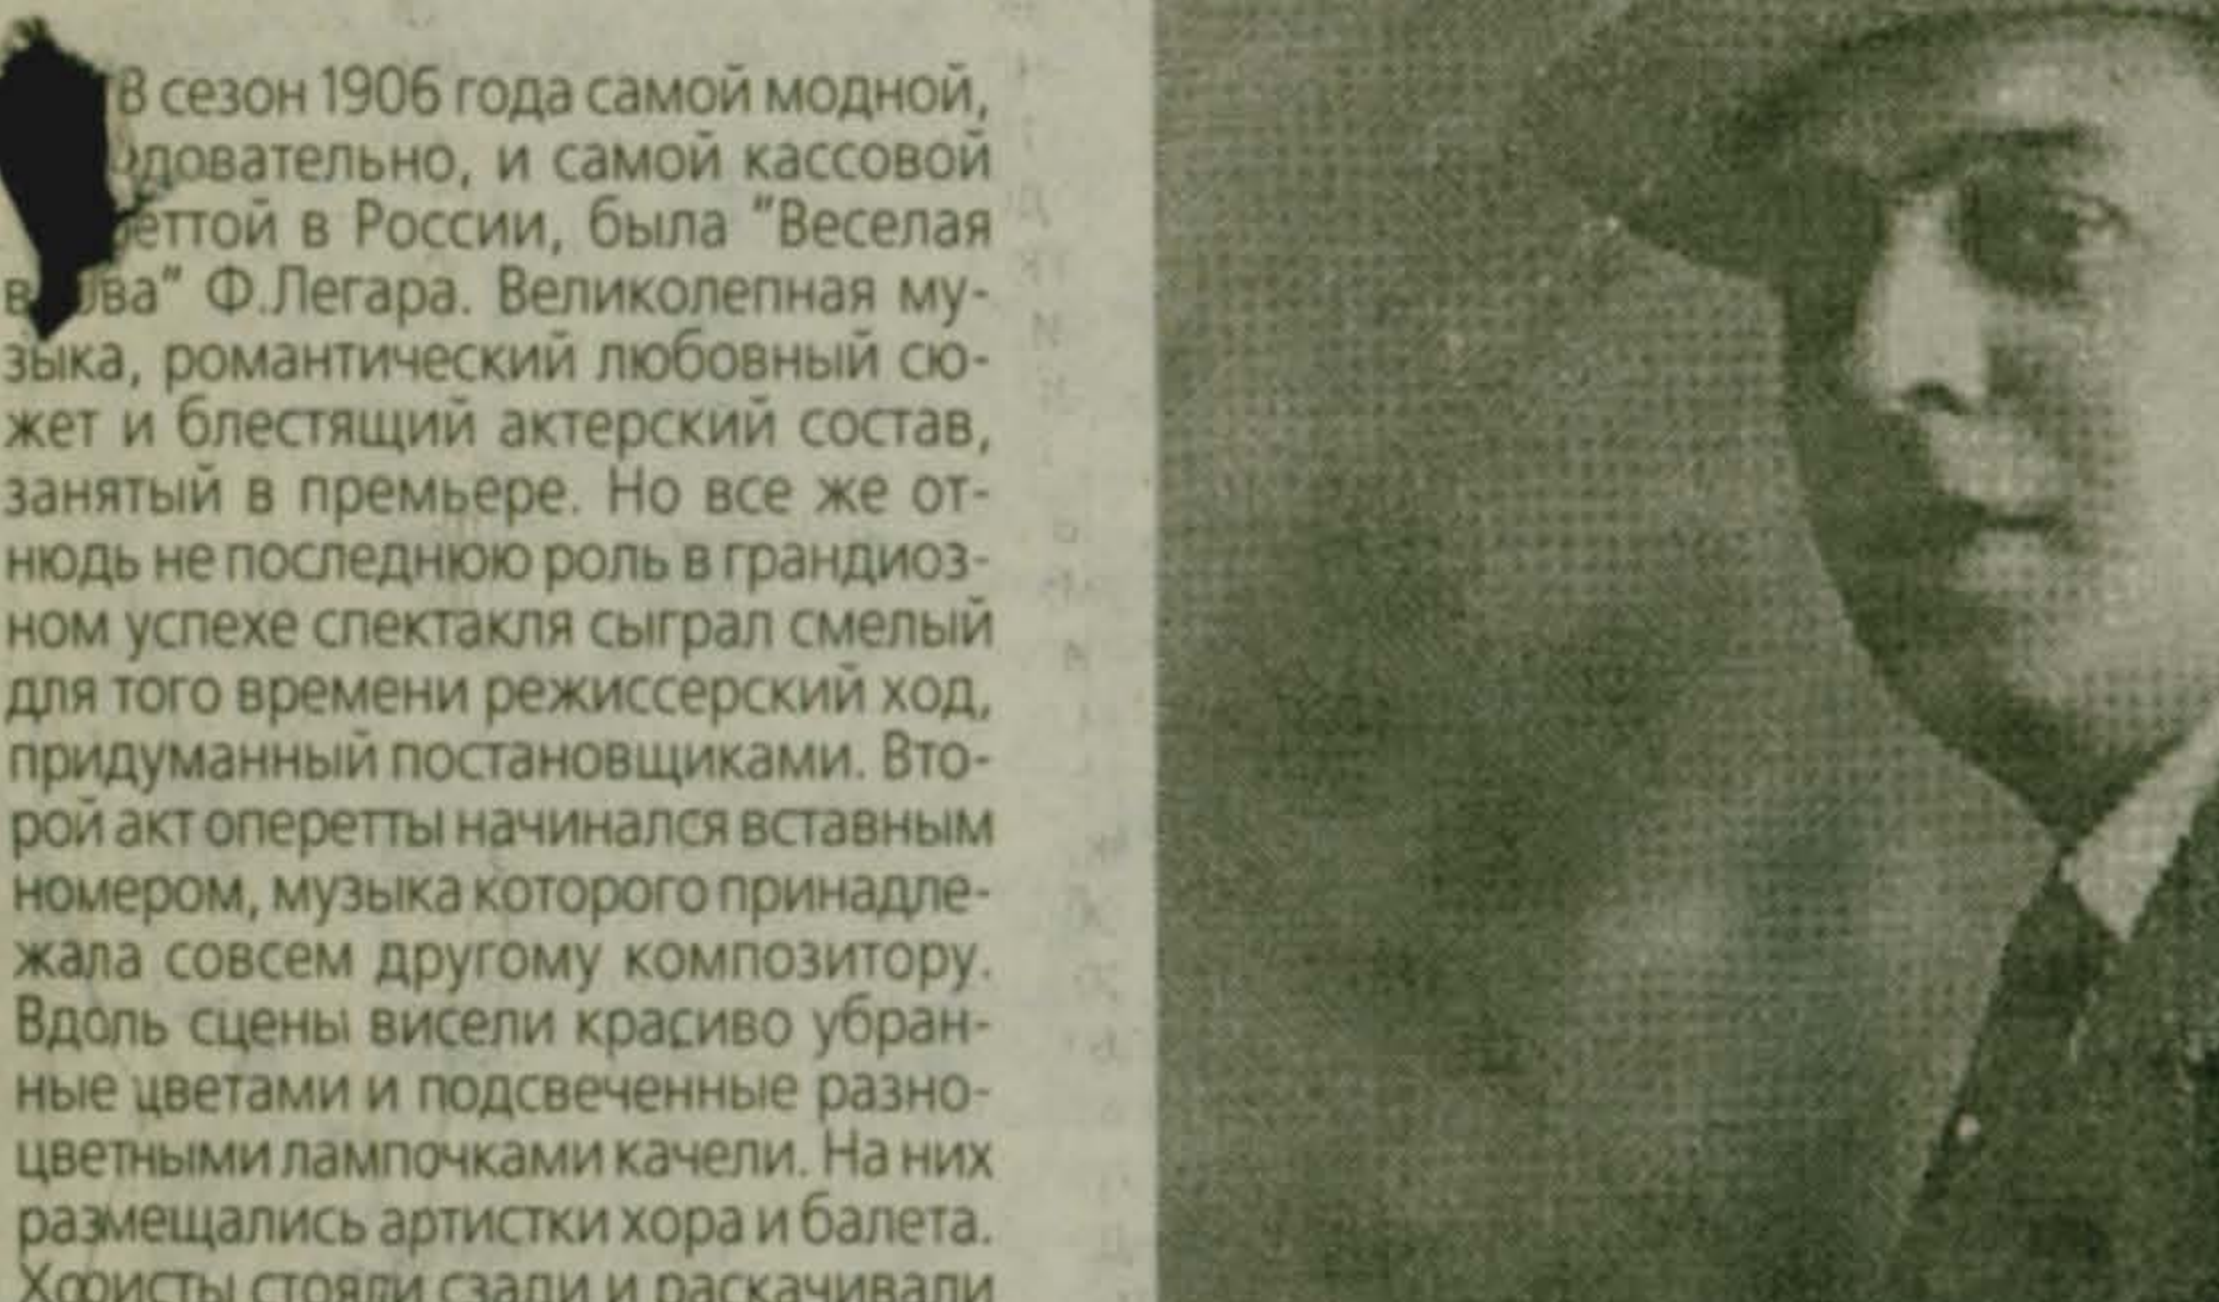 В сезон 1906 года самой модной,
и самой кассовой
в России, была "Веселая
Ф.Легара. Великолепная му-
зыка, романтический любовный сю-
жет и блестящий актерский состав,
занятый в премьере. Но все же от-
нюдь не последнюю роль в грандиоз-
ном успехе спектакля сыграл смелый
для того времени режиссерский ход,
придуманный постановщиками. Вто-
рой акт оперетты начинался вставным
номером, музыка которого принадле-
жала совсем другому композитору.
Вдоль сцены висели красиво убран-
ные цветами и подсвеченные разно-
цветными лампочками качели. На них
размещались артистки хора и балета.
Хористы стояли сзади и раскачивали